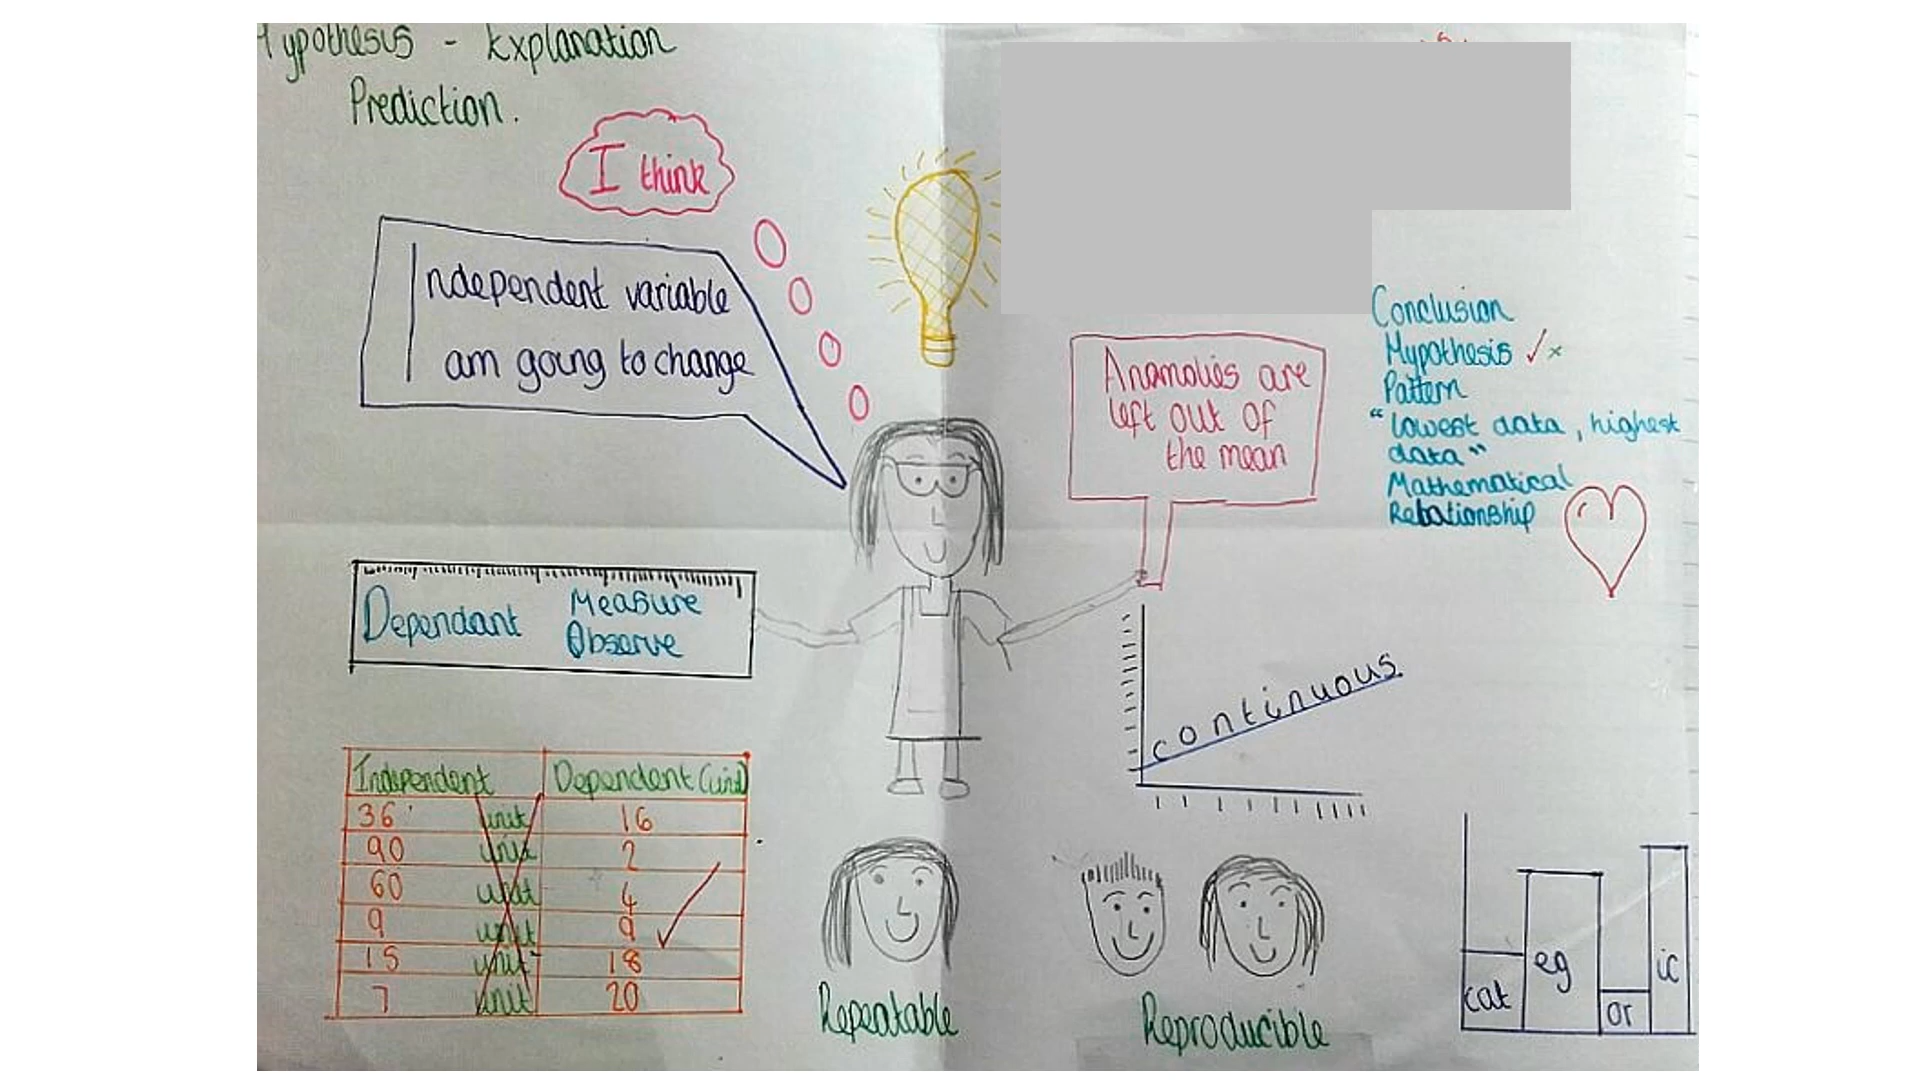 Hypothesis - Explanation
Prediction.
I think
Independent variable
am going to change
Anamolies are
left out of
the mean
Conclusion
Hypothesis ✓×
Pattern
"lowest data, highest
data"
Mathematical
Relationship
Dependant Measure
Observe
continuous
Independent Dependent (unit)
36 unit 16
90 unit 2
60 unit 4
9 unit 9
15 unit 18
7 unit 20
Repeatable
Reproducible
cat eg or ic